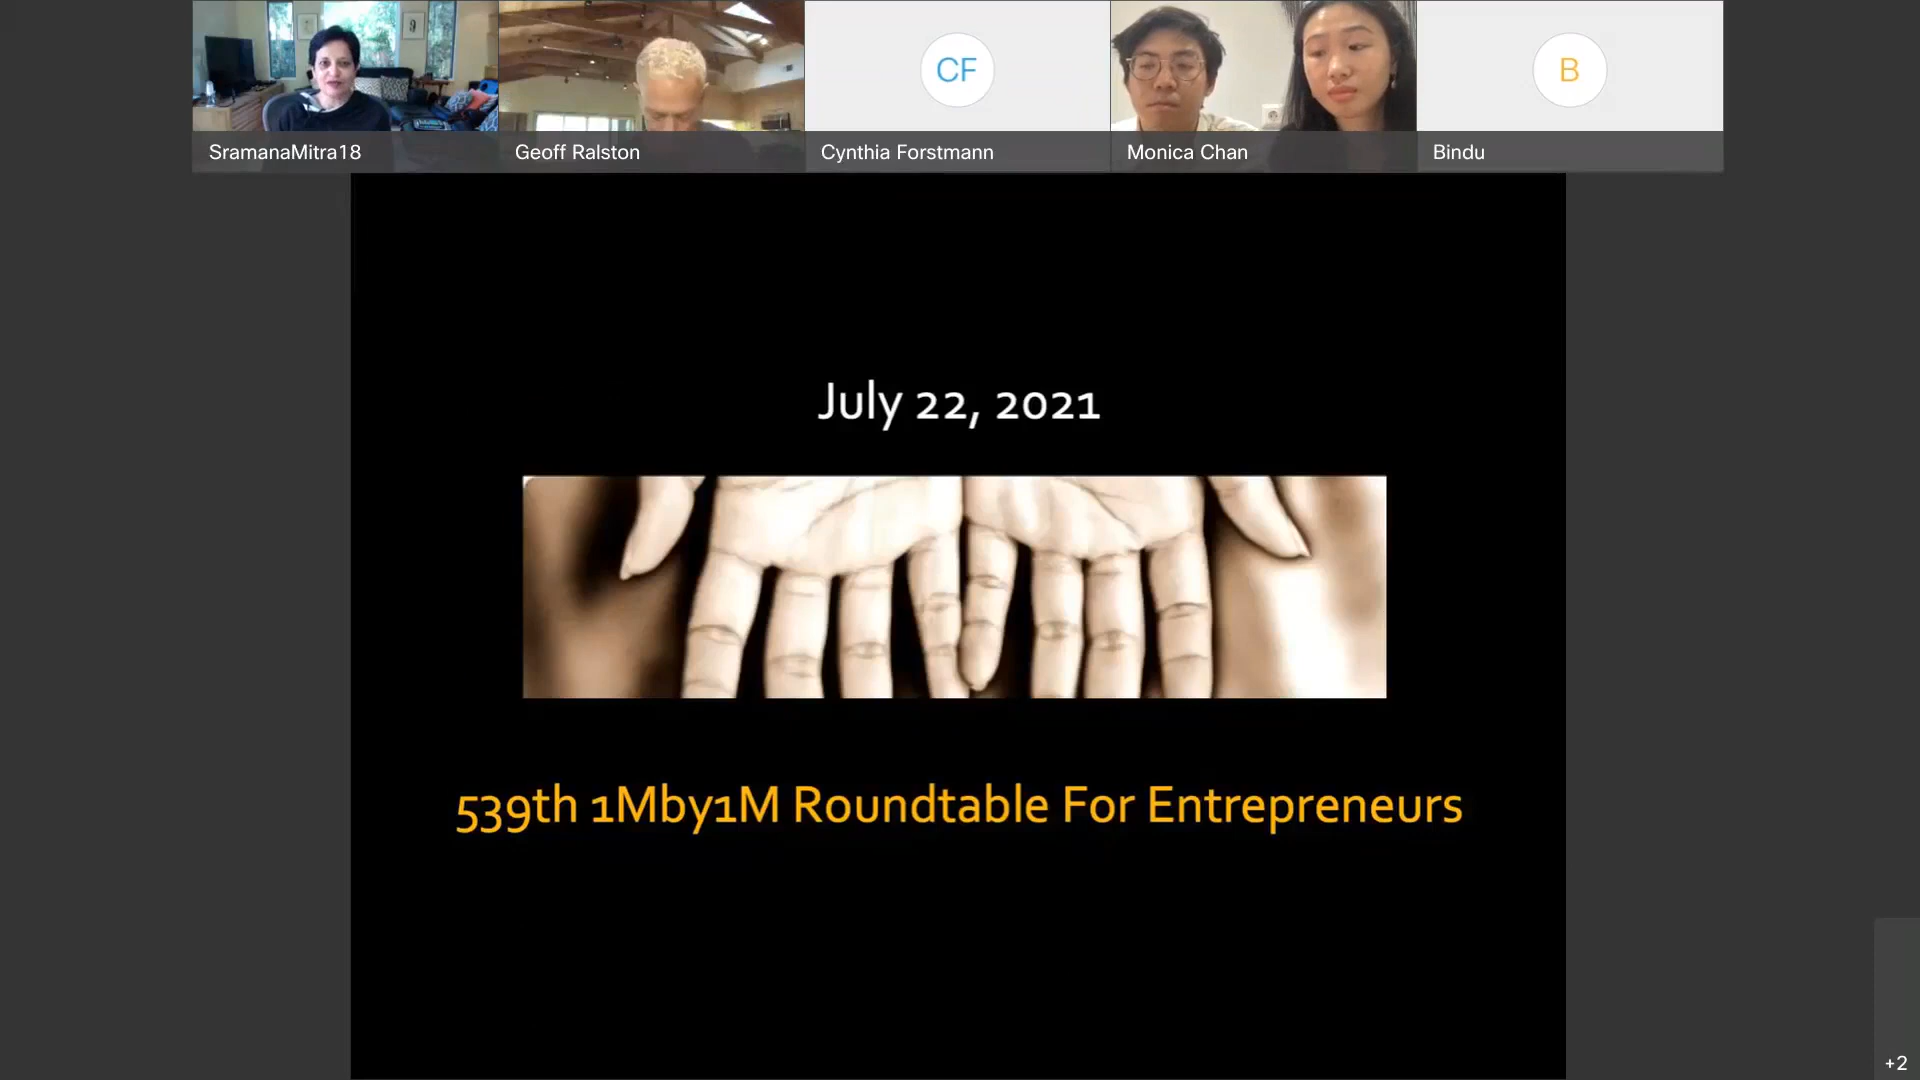 SramanaMitra18
Geoff Ralston
CF
Cynthia Forstmann
Monica Chan
B
Bindu
July 22, 2021
539th 1Mby1M Roundtable For Entrepreneurs
+2